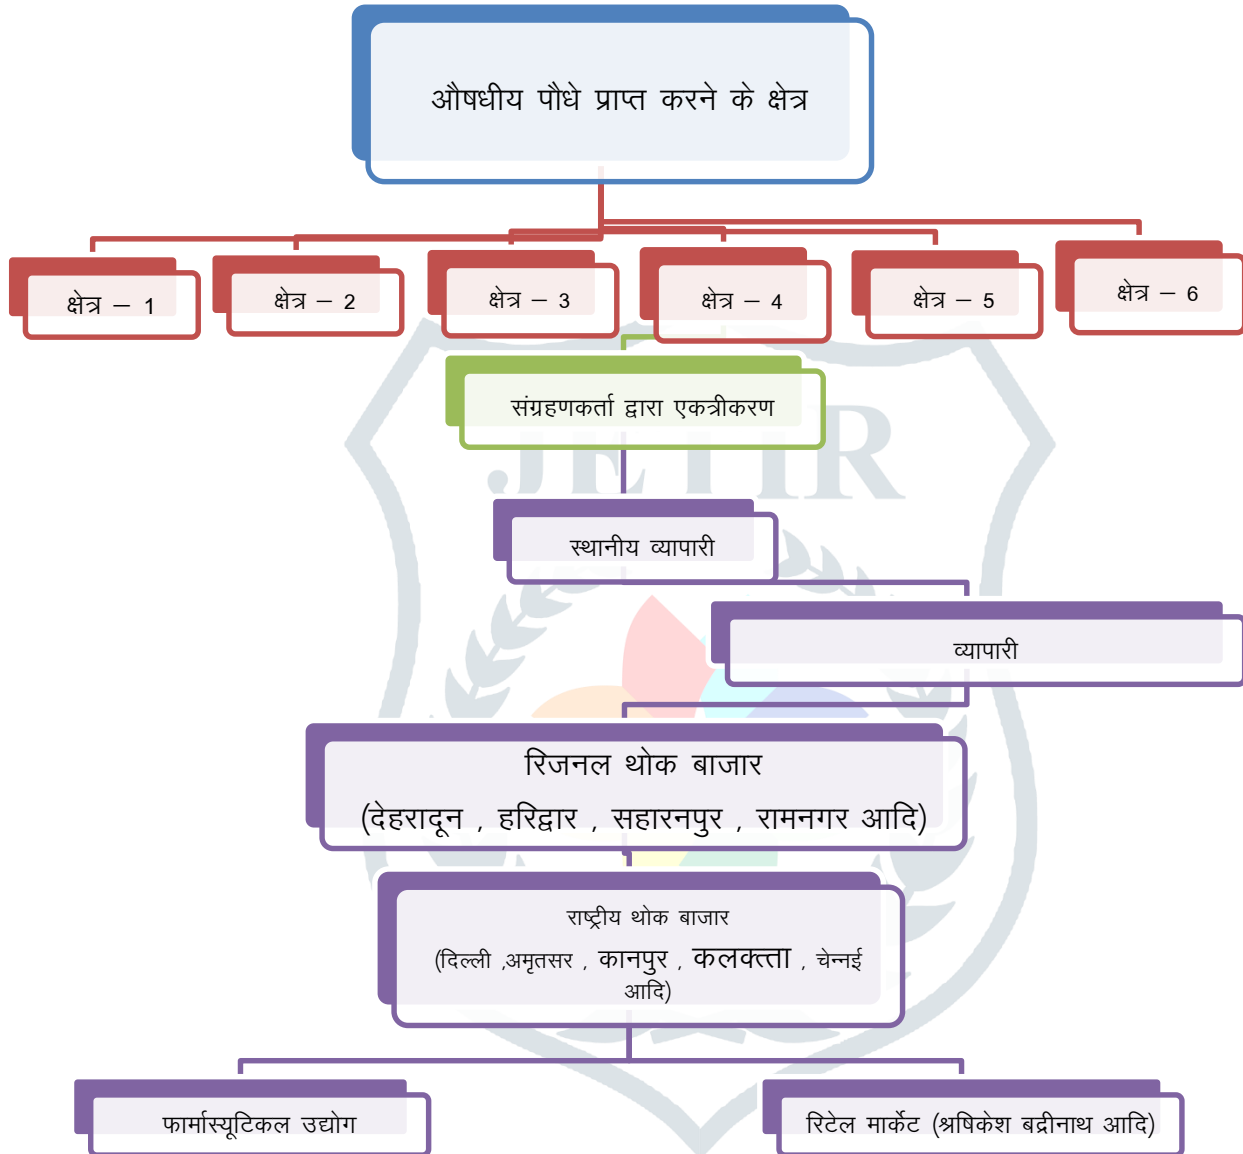 औषधीय पौधे प्राप्त करने के क्षेत्र
क्षेत्र – 1
क्षेत्र – 2
क्षेत्र – 3
क्षेत्र – 4
क्षेत्र – 5
क्षेत्र – 6
संग्रहणकर्ता द्वारा एकत्रीकरण
JETIR
स्थानीय व्यापारी
व्यापारी
रिजनल थोक बाजार
(देहरादून , हरिद्वार , सहारनपुर , रामनगर आदि)
राष्ट्रीय थोक बाजार
(दिल्ली ,अमृतसर , कानपुर , कलक्त्ता , चेन्नई
आदि)
फार्मास्यूटिकल उद्योग
रिटेल मार्केट (श्रषिकेश बद्रीनाथ आदि)